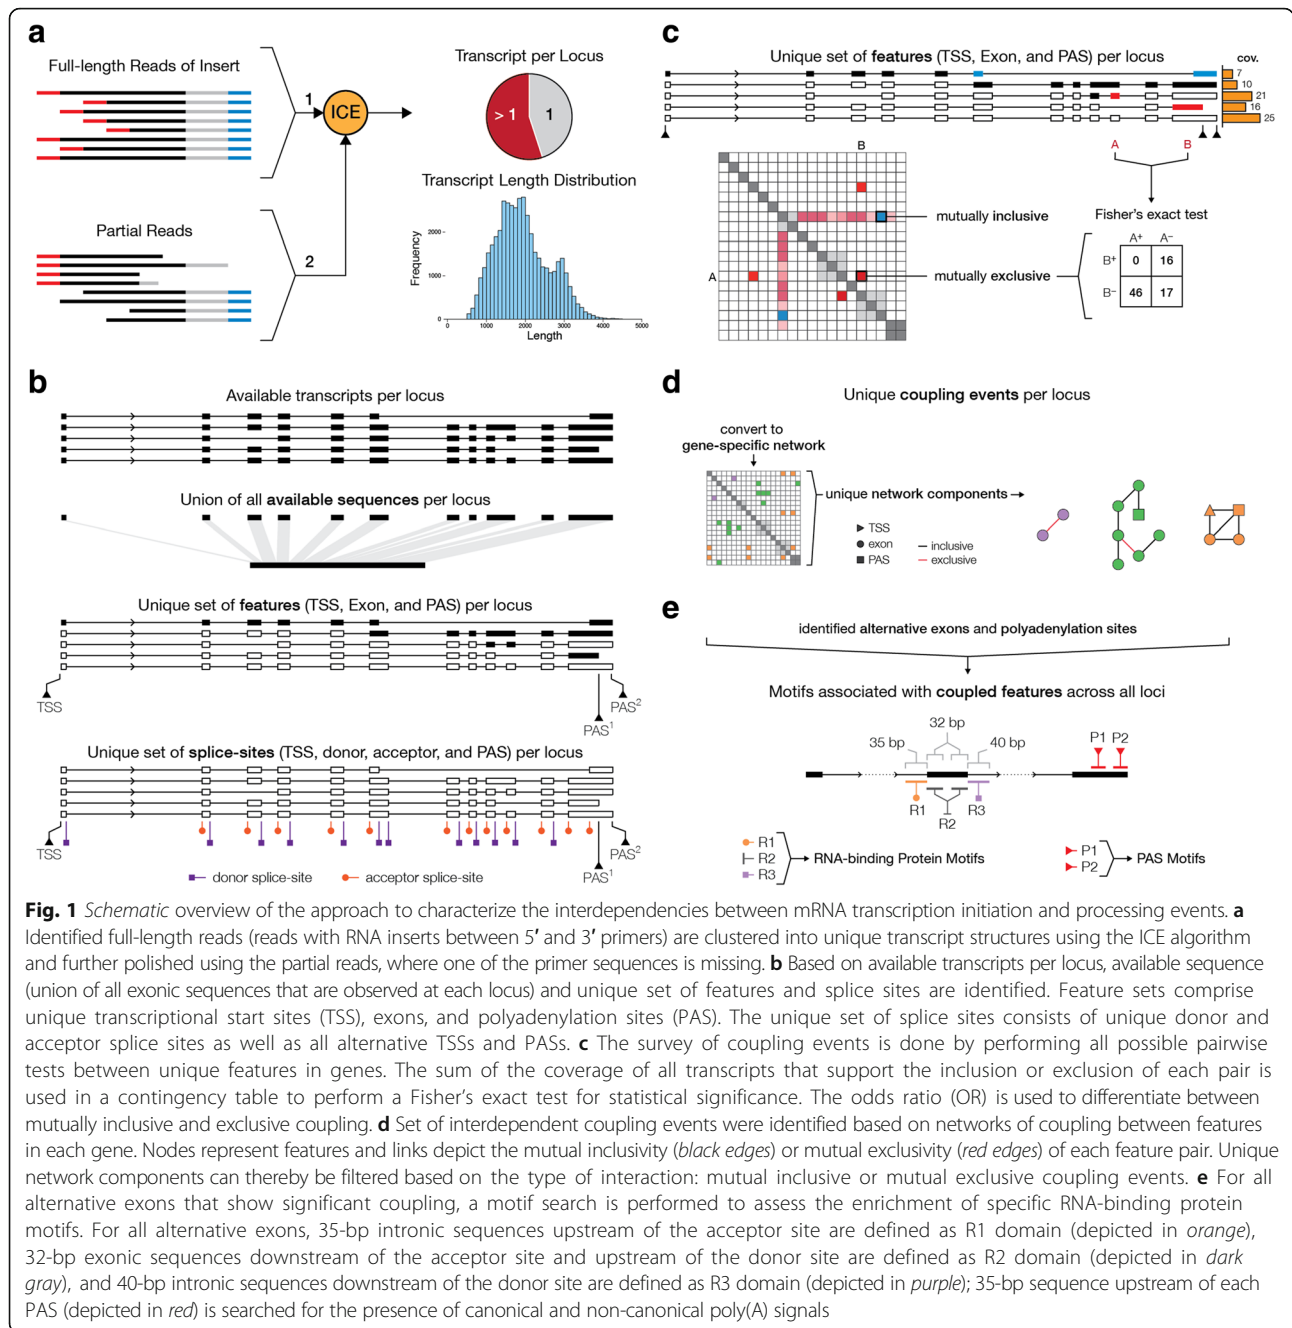 a
Full-length Reads of Insert
1
ICE
Partial Reads
2
Transcript per Locus
> 1
1
Transcript Length Distribution
Frequency
2000
1000
0
0 1000 2000 3000 4000 5000
Length
b
Available transcripts per locus
Union of all available sequences per locus
Unique set of features (TSS, Exon, and PAS) per locus
TSS
PAS1
PAS2
Unique set of splice-sites (TSS, donor, acceptor, and PAS) per locus
TSS
PAS1
PAS2
donor splice-site
acceptor splice-site
c
Unique set of features (TSS, Exon, and PAS) per locus
cov.
7
10
21
16
25
A B
B
A
mutually inclusive
mutually exclusive
Fisher's exact test
A+ A−
B+ 0 16
B− 46 17
d
Unique coupling events per locus
convert to
gene-specific network
unique network components
TSS
exon
PAS
inclusive
exclusive
e
identified alternative exons and polyadenylation sites
Motifs associated with coupled features across all loci
32 bp
35 bp
40 bp
P1 P2
R1
R2
R3
R1
R2
R3
RNA-binding Protein Motifs
P1
P2
PAS Motifs
Fig. 1 Schematic overview of the approach to characterize the interdependencies between mRNA transcription initiation and processing events. a
Identified full-length reads (reads with RNA inserts between 5′ and 3′ primers) are clustered into unique transcript structures using the ICE algorithm
and further polished using the partial reads, where one of the primer sequences is missing. b Based on available transcripts per locus, available sequence
(union of all exonic sequences that are observed at each locus) and unique set of features and splice sites are identified. Feature sets comprise
unique transcriptional start sites (TSS), exons, and polyadenylation sites (PAS). The unique set of splice sites consists of unique donor and
acceptor splice sites as well as all alternative TSSs and PASs. c The survey of coupling events is done by performing all possible pairwise
tests between unique features in genes. The sum of the coverage of all transcripts that support the inclusion or exclusion of each pair is
used in a contingency table to perform a Fisher's exact test for statistical significance. The odds ratio (OR) is used to differentiate between
mutually inclusive and exclusive coupling. d Set of interdependent coupling events were identified based on networks of coupling between features
in each gene. Nodes represent features and links depict the mutual inclusivity (black edges) or mutual exclusivity (red edges) of each feature pair. Unique
network components can thereby be filtered based on the type of interaction: mutual inclusive or mutual exclusive coupling events. e For all
alternative exons that show significant coupling, a motif search is performed to assess the enrichment of specific RNA-binding protein
motifs. For all alternative exons, 35-bp intronic sequences upstream of the acceptor site are defined as R1 domain (depicted in orange),
32-bp exonic sequences downstream of the acceptor site and upstream of the donor site are defined as R2 domain (depicted in dark
gray), and 40-bp intronic sequences downstream of the donor site are defined as R3 domain (depicted in purple); 35-bp sequence upstream of each
PAS (depicted in red) is searched for the presence of canonical and non-canonical poly(A) signals